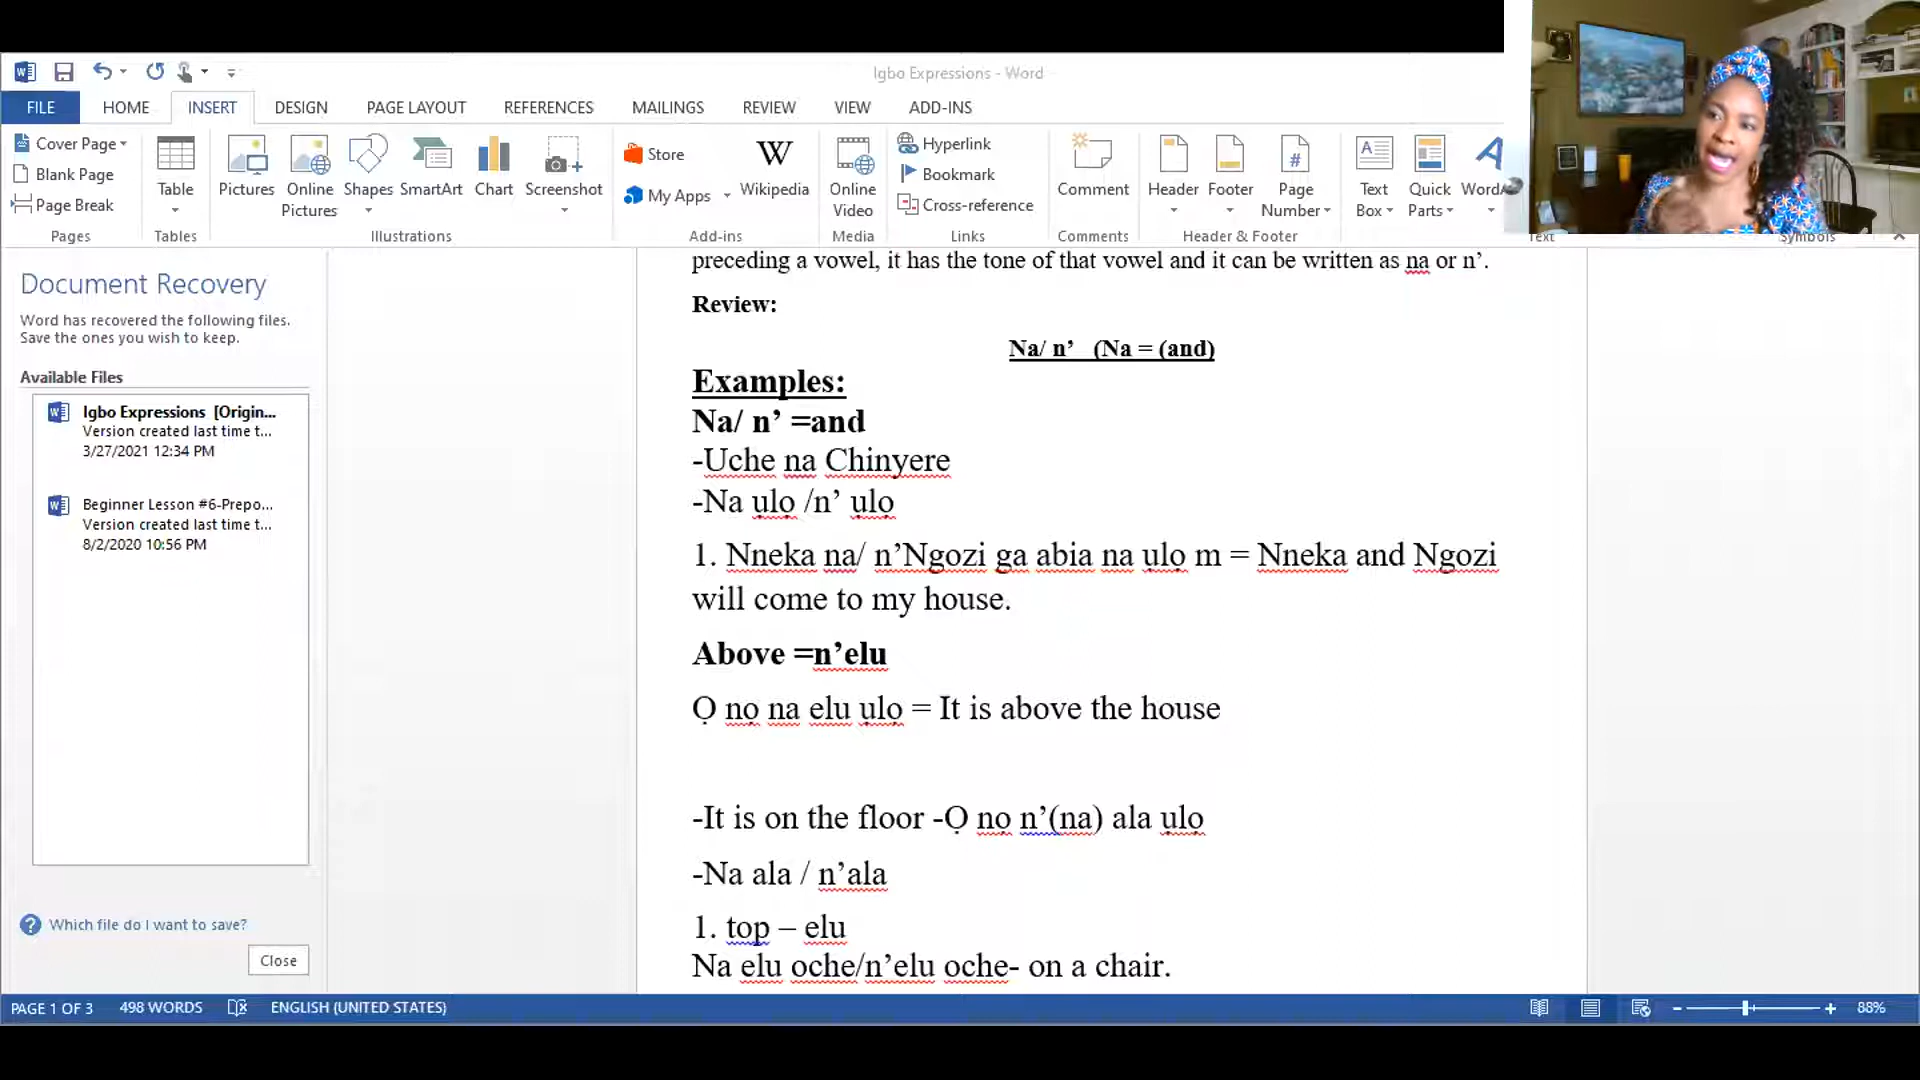 Igbo Expressions - Word
FILE HOME INSERT DESIGN PAGE LAYOUT REFERENCES MAILINGS REVIEW VIEW ADD-INS
Cover Page
Blank Page
Page Break
Pages
Table
Tables
Pictures
Online Pictures
Shapes
SmartArt
Chart
Screenshot
Illustrations
Store
My Apps
Wikipedia
Add-ins
Online Video
Media
Hyperlink
Bookmark
Cross-reference
Links
Comment
Comments
Header
Footer
Page Number
Header & Footer
Text Box
Quick Parts
Text
Symbols
Document Recovery
Word has recovered the following files.
Save the ones you wish to keep.
Available Files
Igbo Expressions [Origin...
Version created last time t...
3/27/2021 12:34 PM
Beginner Lesson #6-Prepo...
Version created last time t...
8/2/2020 10:56 PM
Which file do I want to save?
Close
preceding a vowel, it has the tone of that vowel and it can be written as na or n’.
Review:
Na/ n’ (Na = (and)
Examples:
Na/ n’ =and
-Uche na Chinyere
-Na ụlọ /n’ ụlọ
1. Nneka na/ n’Ngozi ga abia na ụlọ m = Nneka and Ngozi
will come to my house.
Above =n’elu
Ọ nọ na elu ụlọ = It is above the house
-It is on the floor -Ọ nọ n’(na) ala ụlọ
-Na ala / n’ala
1. top – elu
Na elu oche/n’elu oche- on a chair.
PAGE 1 OF 3 498 WORDS ENGLISH (UNITED STATES) 88%